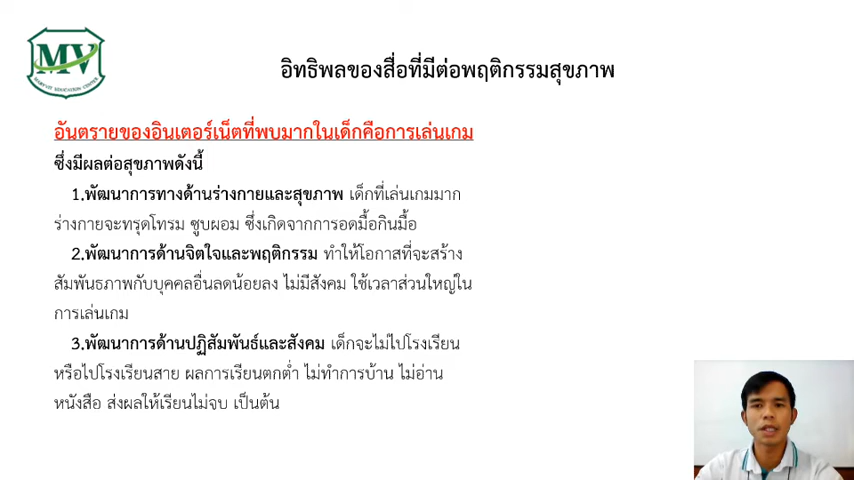 MV
MARYVIT EDUCATION CENTER
อิทธิพลของสื่อที่มีต่อพฤติกรรมสุขภาพ
อันตรายของอินเตอร์เน็ตที่พบมากในเด็กคือการเล่นเกม
ซึ่งมีผลต่อสุขภาพดังนี้
1.พัฒนาการทางด้านร่างกายและสุขภาพ เด็กที่เล่นเกมมาก
ร่างกายจะทรุดโทรม ซูบผอม ซึ่งเกิดจากการอดมื้อกินมื้อ
2.พัฒนาการด้านจิตใจและพฤติกรรม ทำให้โอกาสที่จะสร้าง
สัมพันธภาพกับบุคคลอื่นลดน้อยลง ไม่มีสังคม ใช้เวลาส่วนใหญ่ใน
การเล่นเกม
3.พัฒนาการด้านปฏิสัมพันธ์และสังคม เด็กจะไม่ไปโรงเรียน
หรือไปโรงเรียนสาย ผลการเรียนตกต่ำ ไม่ทำการบ้าน ไม่อ่าน
หนังสือ ส่งผลให้เรียนไม่จบ เป็นต้น